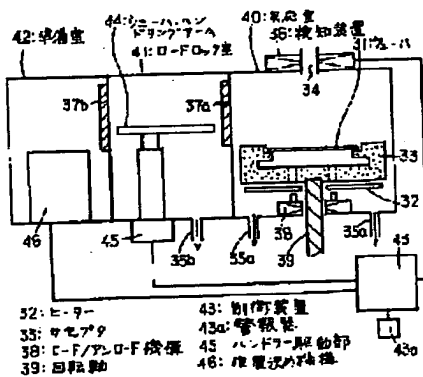 44:ウェーハ・ハン
ドリングアーム
42:準備室
41:ロードロック室
40:反応室
36:検知装置
31:ウェーハ
37b
37a
34
33
32
46
45
35b
35a
38
39
35a
43
43a
32:ヒーター
33:サセプタ
38:ロード/アンロード機構
39:回転軸
43:制御装置
43a:警報装
45:ハンドラー駆動部
46:位置決め機構